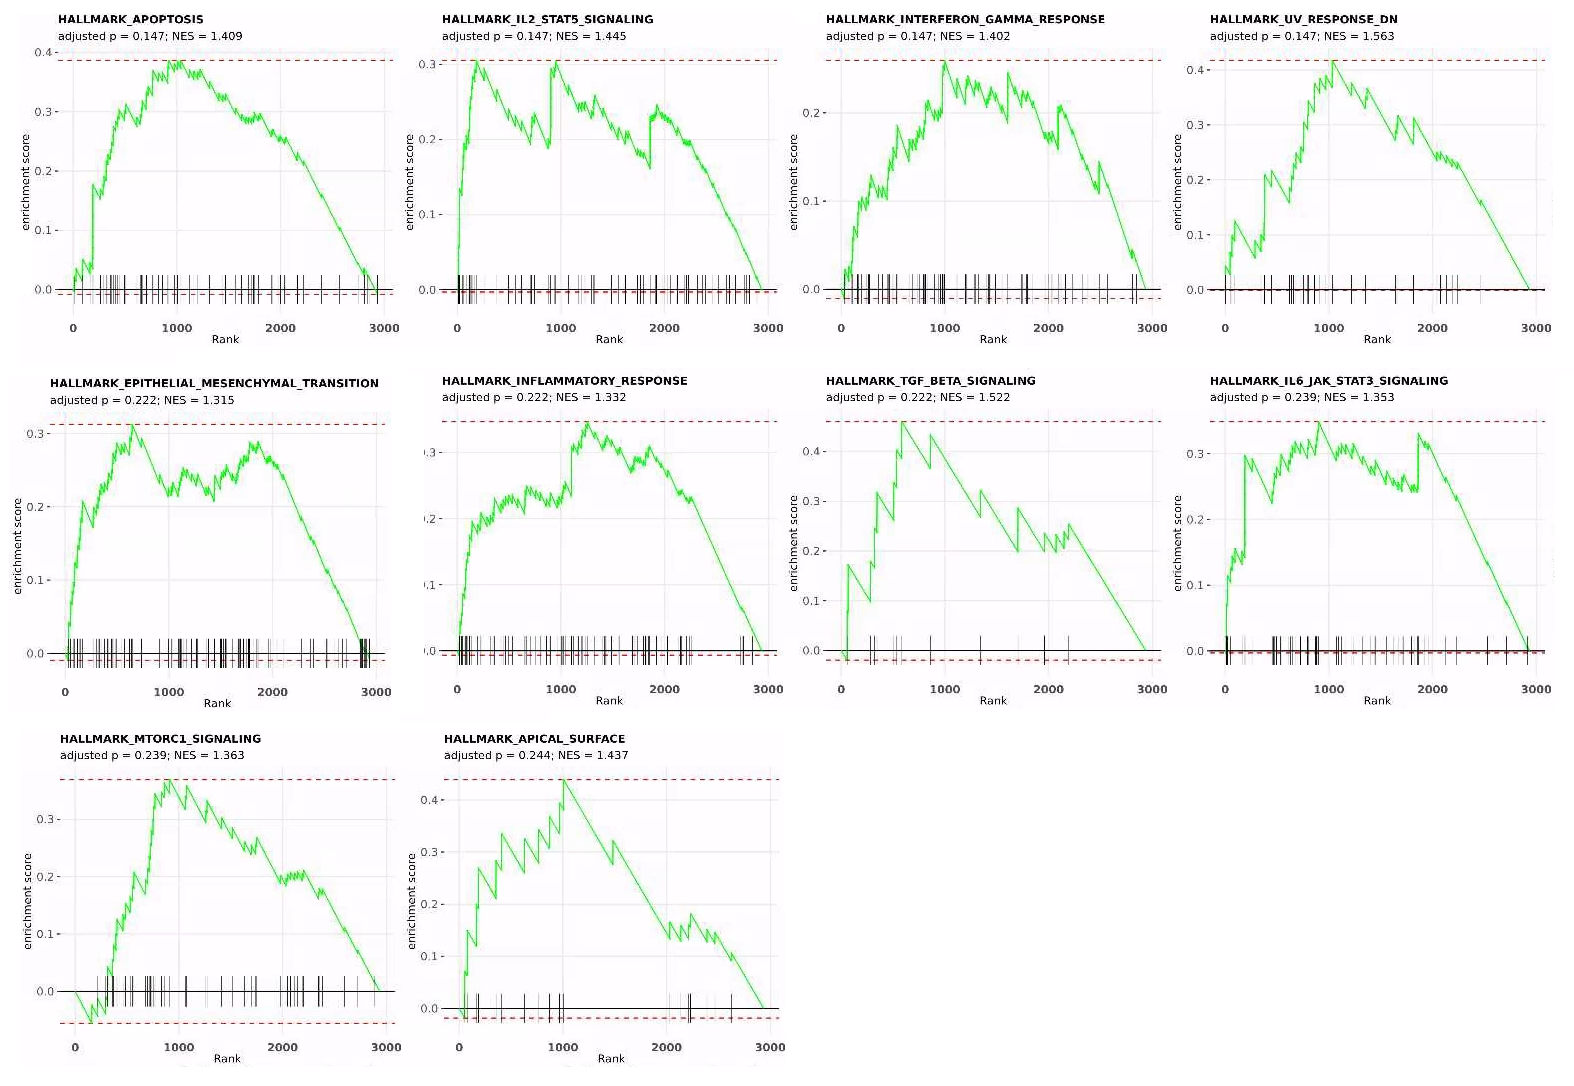 HALLMARK_APOPTOSIS
adjusted p = 0.147; NES = 1.409
0.4
0.3
0.2
0.1
0.0
enrichment score
0
1000
2000
3000
Rank
HALLMARK_IL2_STAT5_SIGNALING
adjusted p = 0.147; NES = 1.445
0.3
0.2
0.1
0.0
enrichment score
0
1000
2000
3000
Rank
HALLMARK_INTERFERON_GAMMA_RESPONSE
adjusted p = 0.147; NES = 1.402
0.2
0.1
0.0
enrichment score
0
1000
2000
3000
Rank
HALLMARK_UV_RESPONSE_DN
adjusted p = 0.147; NES = 1.563
0.4
0.3
0.2
0.1
0.0
enrichment score
0
1000
2000
3000
Rank
HALLMARK_EPITHELIAL_MESENCHYMAL_TRANSITION
adjusted p = 0.222; NES = 1.315
0.3
0.2
0.1
0.0
enrichment score
0
1000
2000
3000
Rank
HALLMARK_INFLAMMATORY_RESPONSE
adjusted p = 0.222; NES = 1.332
.3
.2
.1
.0
0
1000
2000
3000
Rank
HALLMARK_TGF_BETA_SIGNALING
adjusted p = 0.222; NES = 1.522
0.4
0.3
0.2
0.1
0.0
enrichment score
0
1000
2000
3000
Rank
HALLMARK_IL6_JAK_STAT3_SIGNALING
adjusted p = 0.239; NES = 1.353
0.3
0.2
0.1
0.0
enrichment score
0
1000
2000
3000
Rank
HALLMARK_MTORC1_SIGNALING
adjusted p = 0.239; NES = 1.363
0.3
0.2
0.1
0.0
enrichment score
0
1000
2000
3000
Rank
HALLMARK_APICAL_SURFACE
adjusted p = 0.244; NES = 1.437
0.4
0.3
0.2
0.1
0.0
enrichment score
0
1000
2000
3000
Rank